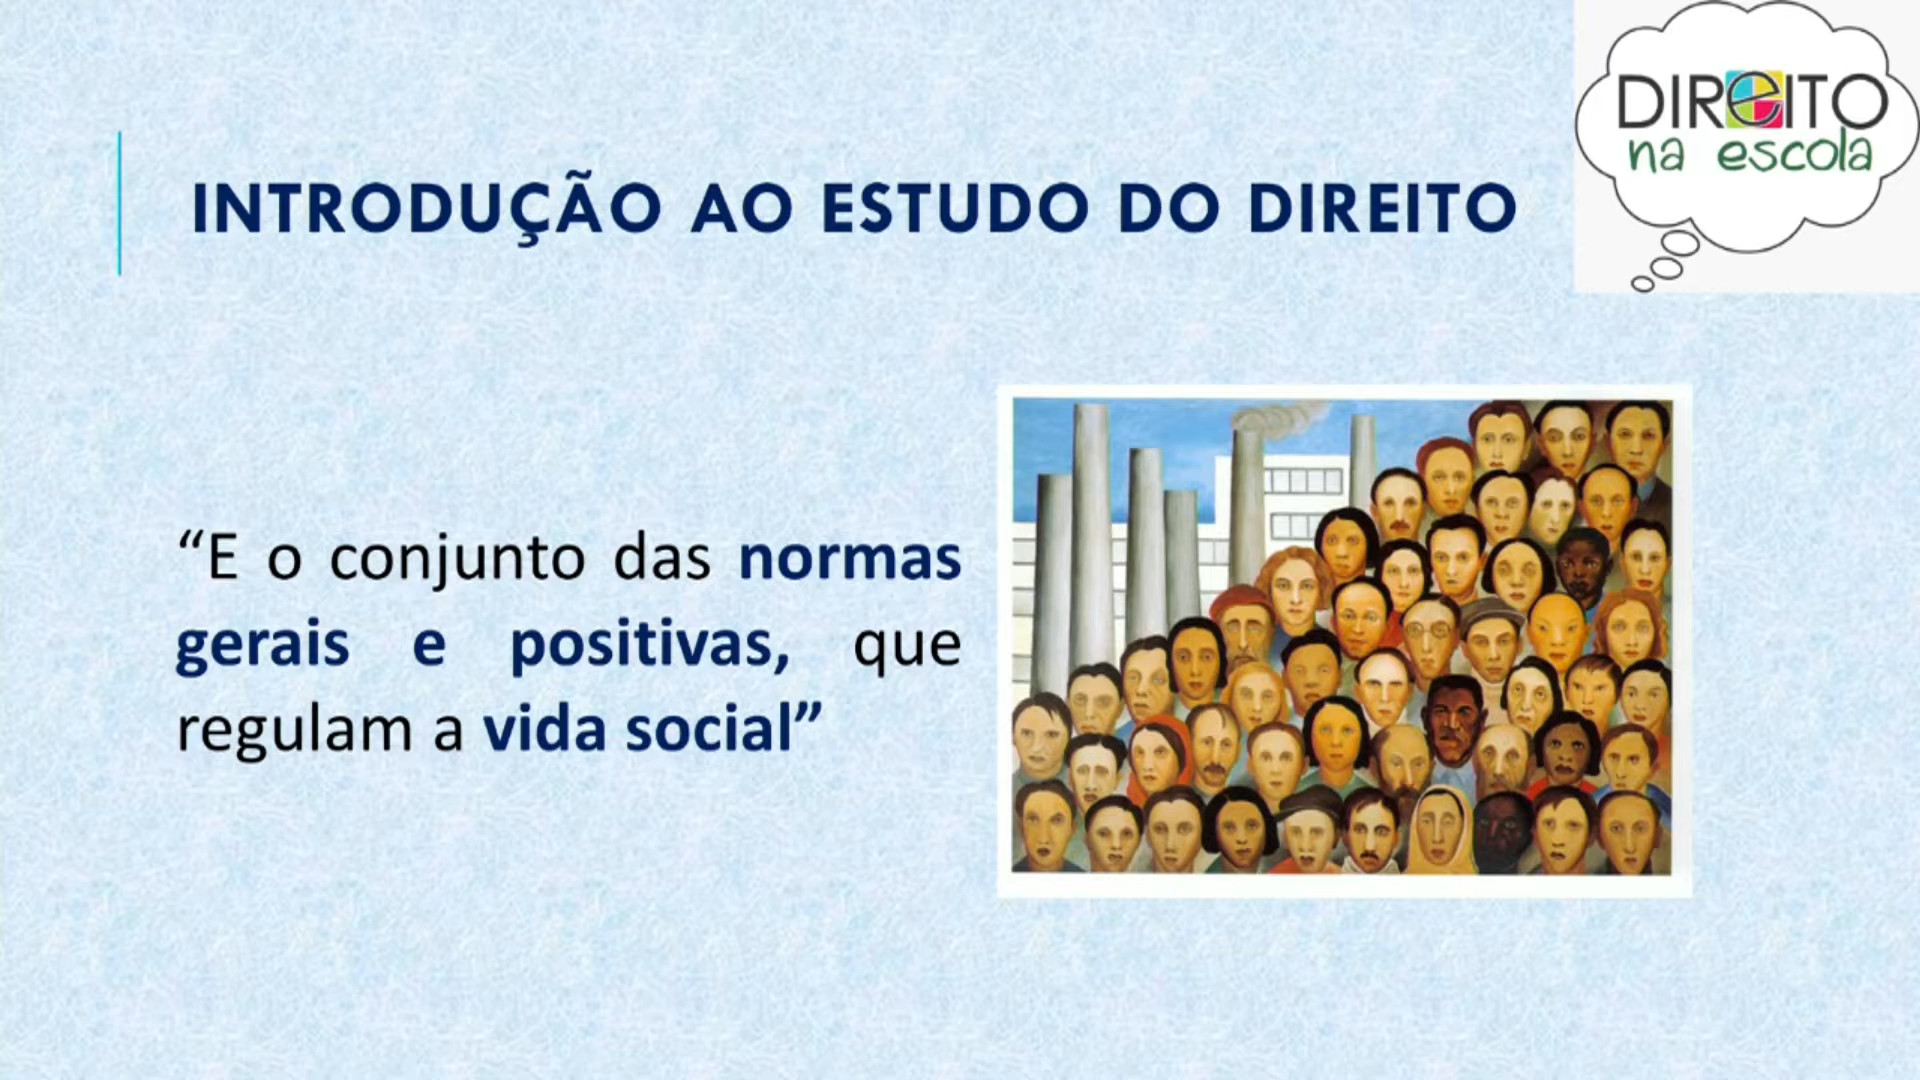 DIREITO
na escola
INTRODUÇÃO AO ESTUDO DO DIREITO
“E o conjunto das normas
gerais e positivas, que
regulam a vida social”